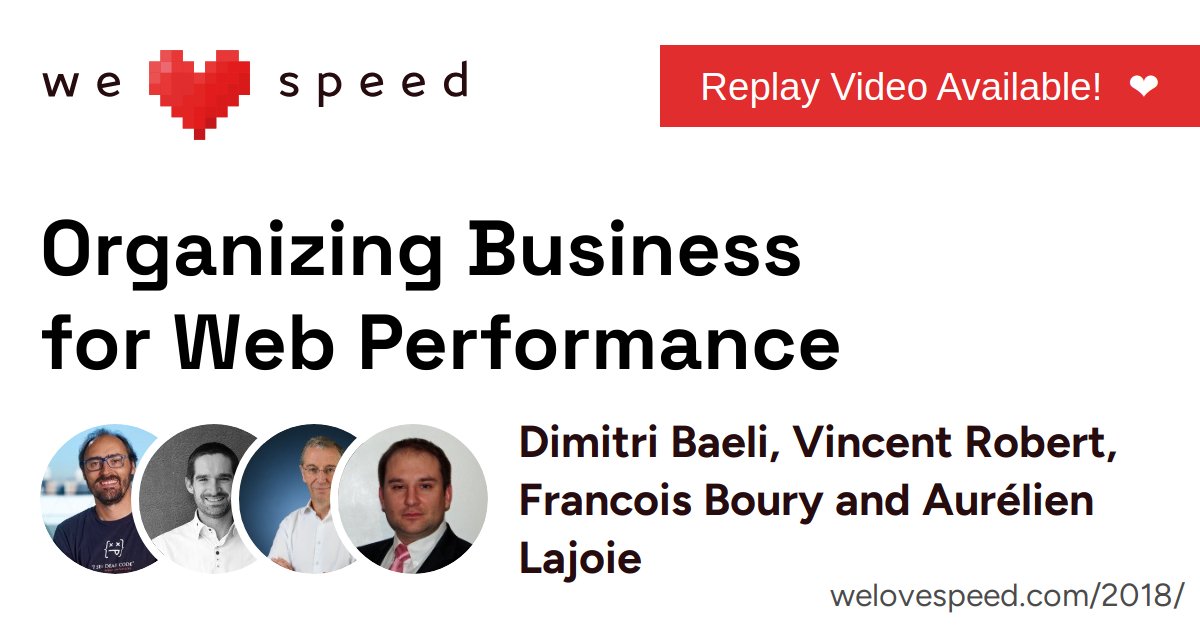 we ❤ speed
Replay Video Available! ❤
Organizing Business
for Web Performance
Dimitri Baeli, Vincent Robert,
Francois Boury and Aurélien
Lajoie
welovespeed.com/2018/